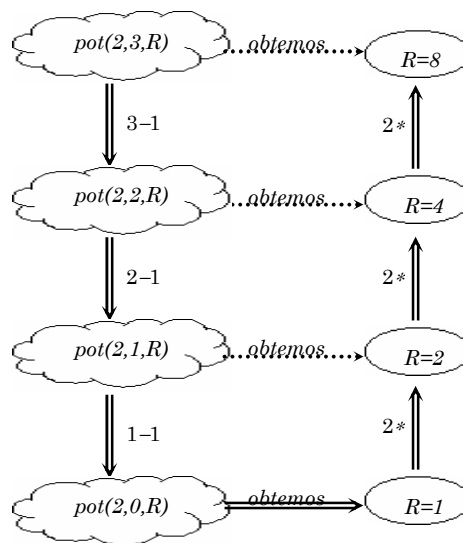 pot(2,3,R) obtemos R=8
3–1 2*
pot(2,2,R) obtemos R=4
2–1 2*
pot(2,1,R) obtemos R=2
1–1 2*
pot(2,0,R) obtemos R=1